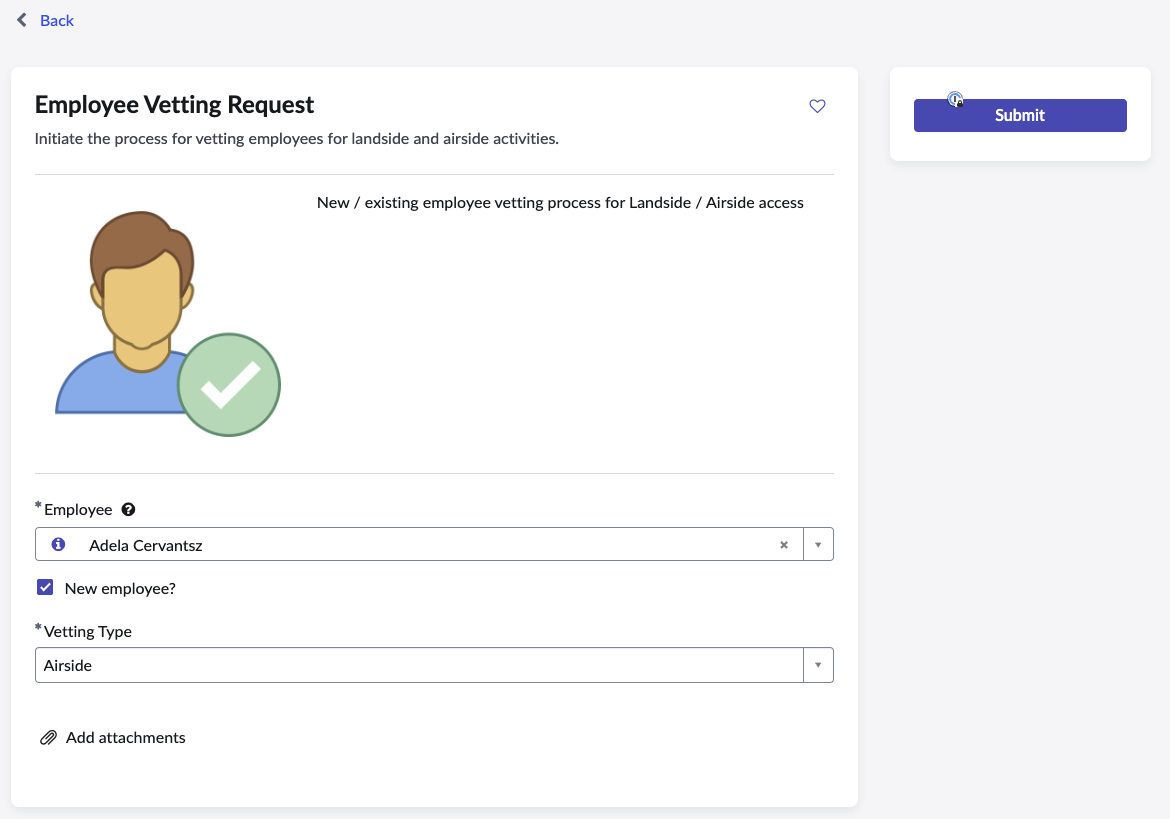 Back
Employee Vetting Request
Initiate the process for vetting employees for landside and airside activities.
Submit
New / existing employee vetting process for Landside / Airside access
* Employee
Adela Cervantsz
New employee?
* Vetting Type
Airside
Add attachments